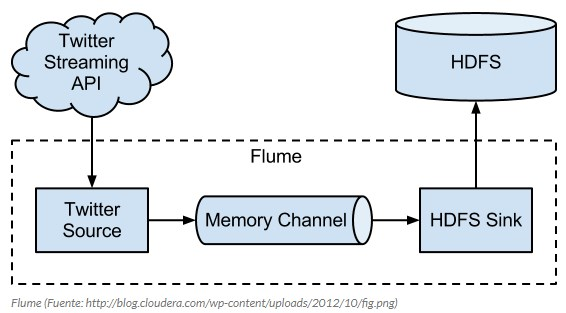 Twitter
Streaming
API
HDFS
Flume
Twitter
Source
Memory Channel
HDFS Sink
Flume (Fuente: http://blog.cloudera.com/wp-content/uploads/2012/10/fig.png)